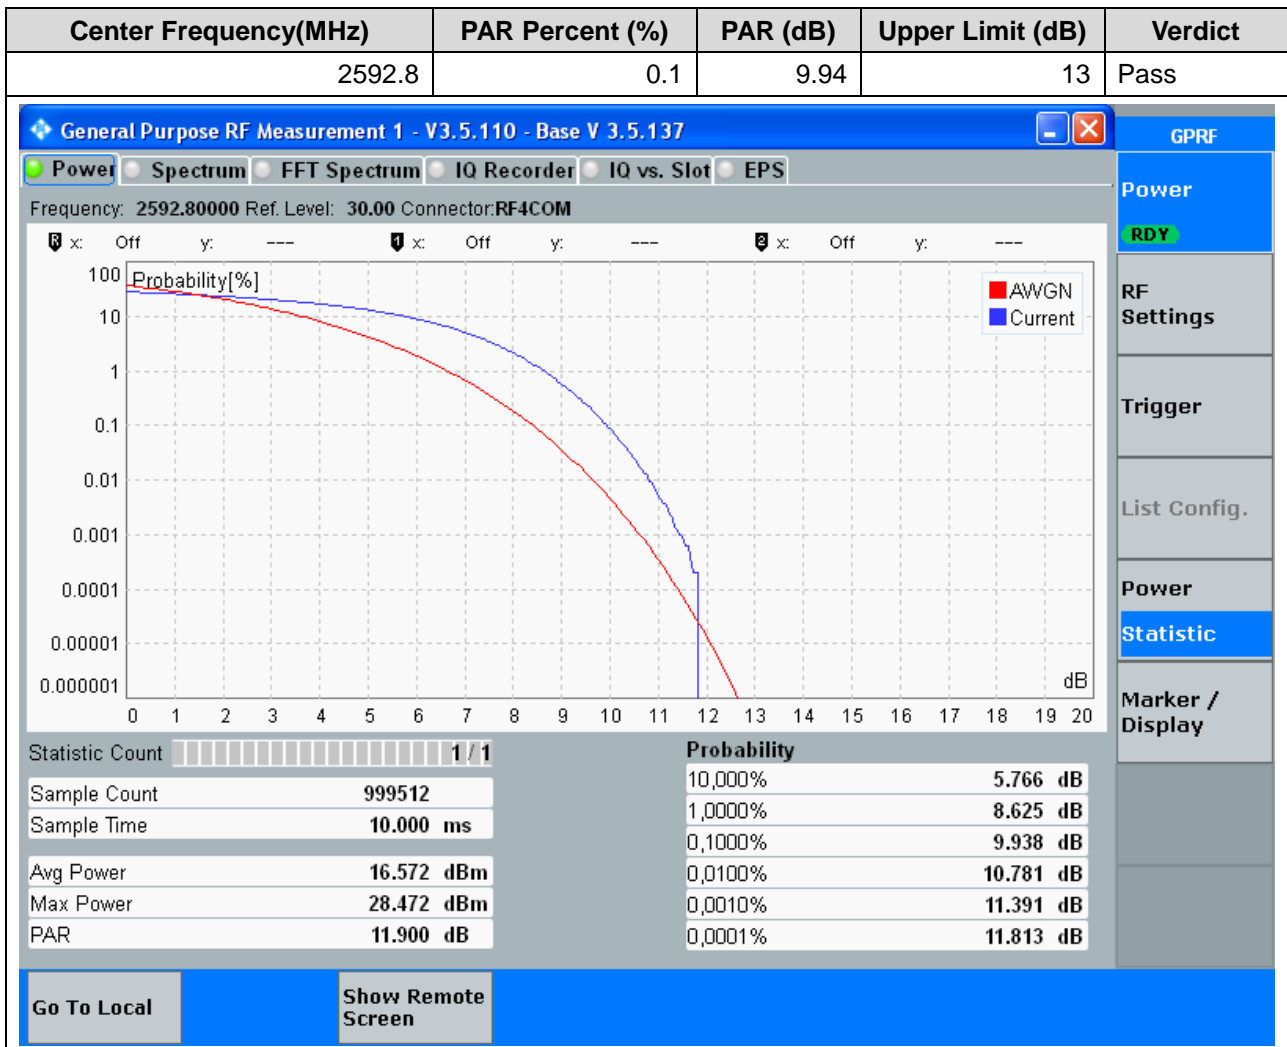 Center Frequency(MHz) PAR Percent (%) PAR (dB) Upper Limit (dB) Verdict
2592.8 0.1 9.94 13 Pass
General Purpose RF Measurement 1 - V3.5.110 - Base V 3.5.137
GPRF
Power Spectrum FFT Spectrum IQ Recorder IQ vs. Slot EPS
Frequency: 2592.80000 Ref. Level: 30.00 Connector:RF4COM
R x: Off y: --- 1 x: Off y: --- 2 x: Off y: ---
Probability[%]
AWGN
Current
100
10
1
0.1
0.01
0.001
0.0001
0.00001
0.000001
dB
0 1 2 3 4 5 6 7 8 9 10 11 12 13 14 15 16 17 18 19 20
Statistic Count 1 / 1
Sample Count 999512
Sample Time 10.000 ms
Avg Power 16.572 dBm
Max Power 28.472 dBm
PAR 11.900 dB
Probability
10,000% 5.766 dB
1,0000% 8.625 dB
0,1000% 9.938 dB
0,0100% 10.781 dB
0,0010% 11.391 dB
0,0001% 11.813 dB
Power
RDY
RF
Settings
Trigger
List Config.
Power
Statistic
Marker /
Display
Go To Local
Show Remote
Screen